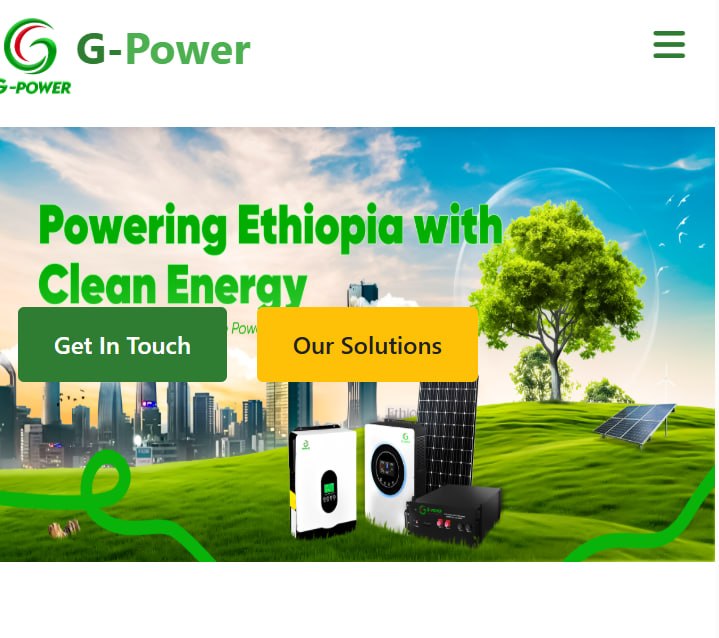 G-Power
G-POWER
Powering Ethiopia with
Clean Energy
Get In Touch
Our Solutions